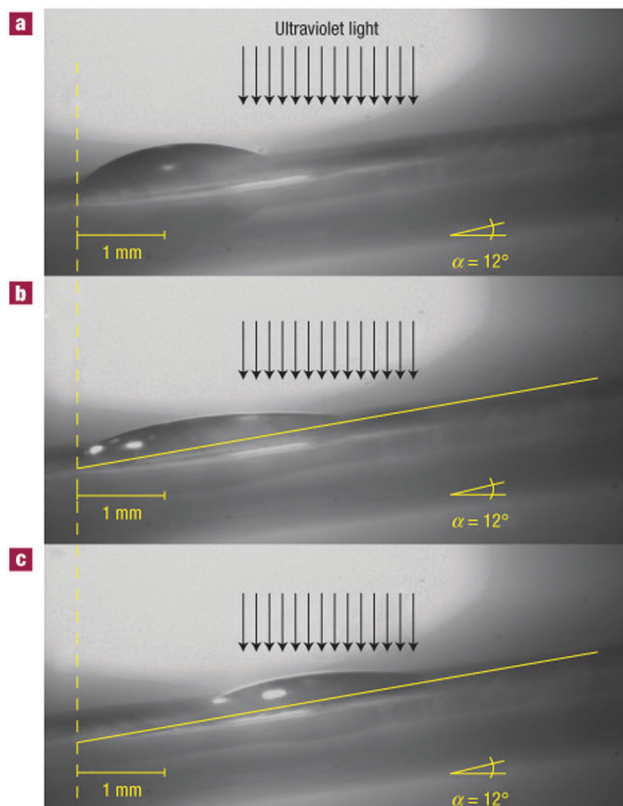 a
Ultraviolet light
1 mm
α = 12°
b
1 mm
α = 12°
c
1 mm
α = 12°